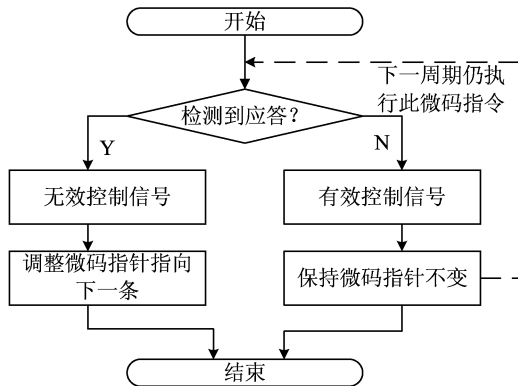 开始
下一周期仍执
行此微码指令
检测到应答?
Y
N
无效控制信号
有效控制信号
调整微码指针指向
下一条
保持微码指针不变
结束